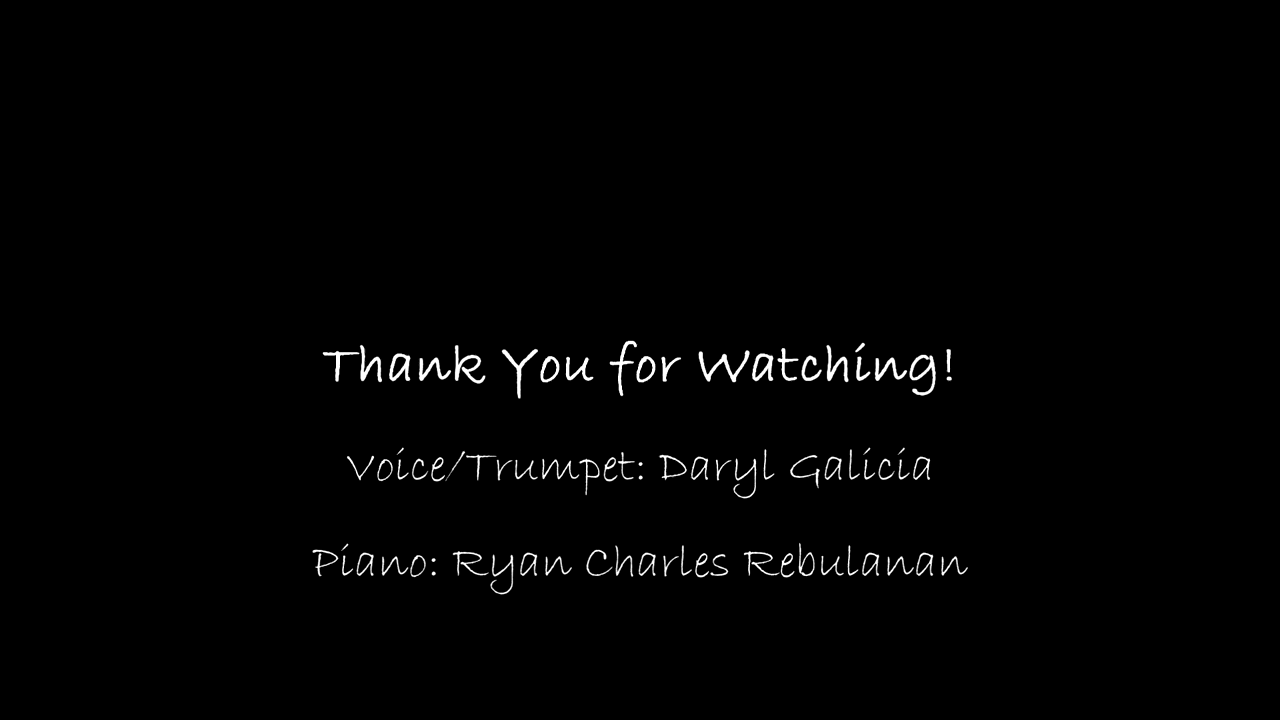 Thank You for Watching!
Voice/Trumpet: Daryl Galicia
Piano: Ryan Charles Rebulanan